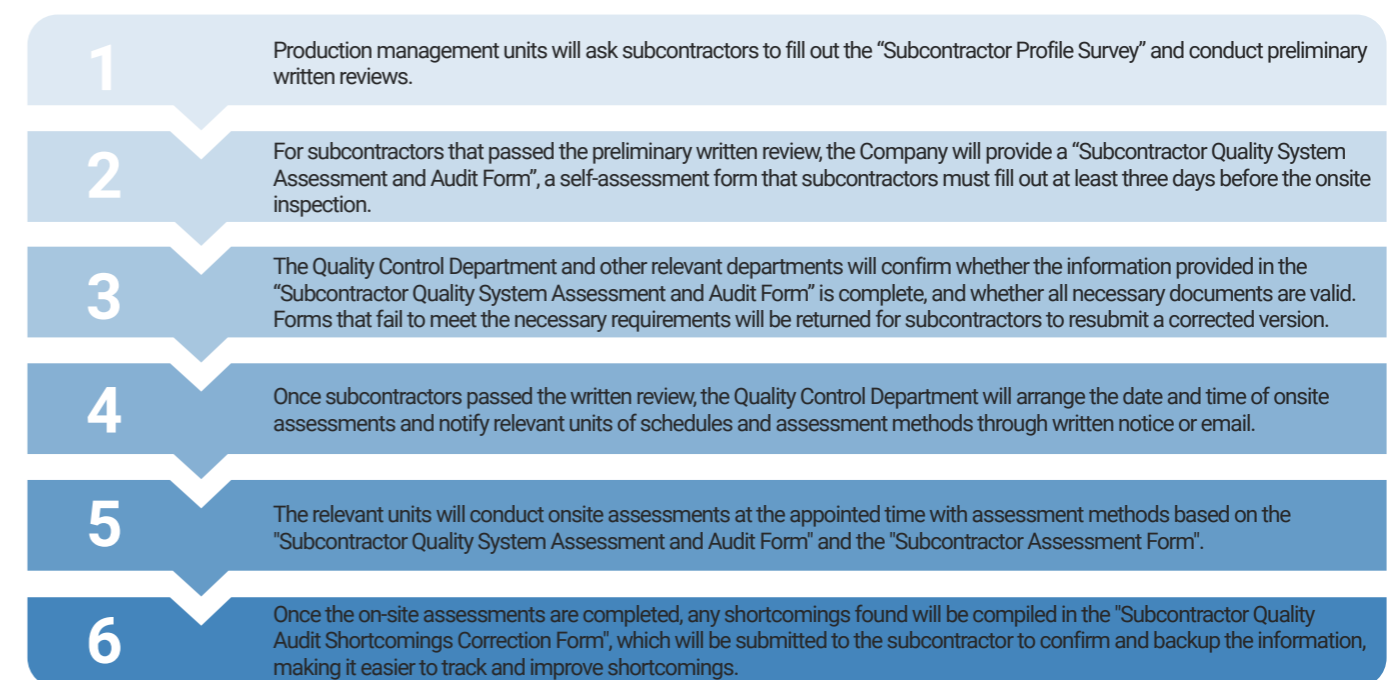 1
Production management units will ask subcontractors to fill out the “Subcontractor Profile Survey” and conduct preliminary
written reviews.
2
For subcontractors that passed the preliminary written review, the Company will provide a “Subcontractor Quality System
Assessment and Audit Form”, a self-assessment form that subcontractors must fill out at least three days before the onsite
inspection.
3
The Quality Control Department and other relevant departments will confirm whether the information provided in the
“Subcontractor Quality System Assessment and Audit Form” is complete, and whether all necessary documents are valid.
Forms that fail to meet the necessary requirements will be returned for subcontractors to resubmit a corrected version.
4
Once subcontractors passed the written review, the Quality Control Department will arrange the date and time of onsite
assessments and notify relevant units of schedules and assessment methods through written notice or email.
5
The relevant units will conduct onsite assessments at the appointed time with assessment methods based on the
"Subcontractor Quality System Assessment and Audit Form" and the "Subcontractor Assessment Form".
6
Once the on-site assessments are completed, any shortcomings found will be compiled in the "Subcontractor Quality
Audit Shortcomings Correction Form", which will be submitted to the subcontractor to confirm and backup the information,
making it easier to track and improve shortcomings.